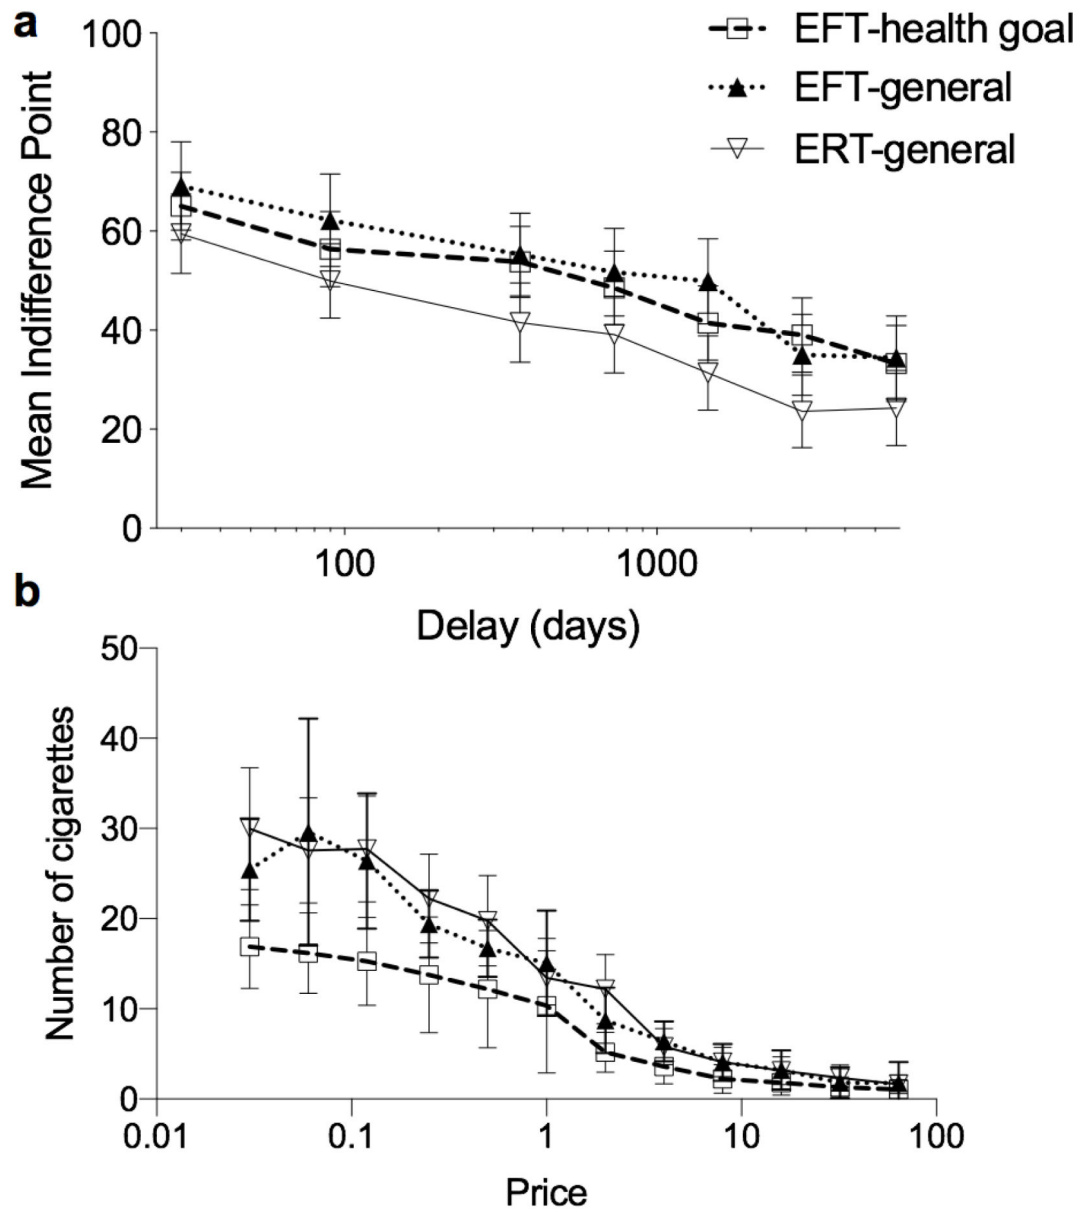 a
EFT-health goal
EFT-general
ERT-general
Mean Indifference Point
100
80
60
40
20
0
100 1000
Delay (days)
b
Number of cigarettes
50
40
30
20
10
0
0.01 0.1 1 10 100
Price